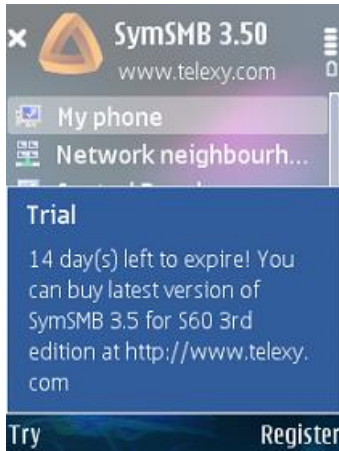 SymSMB 3.50
www.telexy.com
My phone
Network neighbourh...
Trial
14 day(s) left to expire! You
can buy latest version of
SymSMB 3.5 for S60 3rd
edition at http://www.telexy.
com
Try Register